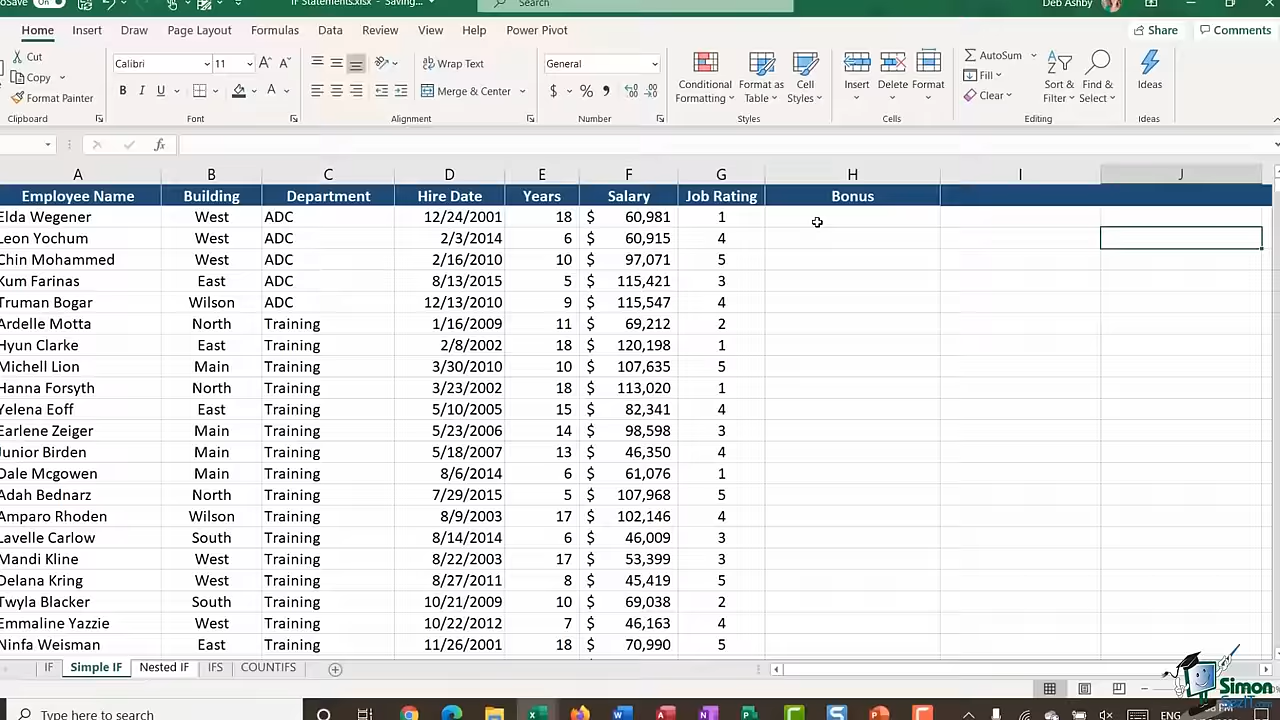 IF Statements.xlsx - Saving...
Search
Deb Ashby
Home Insert Draw Page Layout Formulas Data Review View Help Power Pivot Share Comments
Cut
Copy
Format Painter
Clipboard
Calibri 11
B I U
Font
Wrap Text
Merge & Center
Alignment
General
$ % ,
Number
Conditional Formatting
Format as Table
Cell Styles
Styles
Insert Delete Format
Cells
AutoSum
Fill
Clear
Sort & Filter
Find & Select
Editing
Ideas
Ideas
fx
A B C D E F G H I J
Employee Name Building Department Hire Date Years Salary Job Rating Bonus
Elda Wegener West ADC 12/24/2001 18 $ 60,981 1
Leon Yochum West ADC 2/3/2014 6 $ 60,915 4
Chin Mohammed West ADC 2/16/2010 10 $ 97,071 5
Kum Farinas East ADC 8/13/2015 5 $ 115,421 3
Truman Bogar Wilson ADC 12/13/2010 9 $ 115,547 4
Ardelle Motta North Training 1/16/2009 11 $ 69,212 2
Hyun Clarke East Training 2/8/2002 18 $ 120,198 1
Michell Lion Main Training 3/30/2010 10 $ 107,635 5
Hanna Forsyth North Training 3/23/2002 18 $ 113,020 1
Yelena Eoff East Training 5/10/2005 15 $ 82,341 4
Earlene Zeiger Main Training 5/23/2006 14 $ 98,598 3
Junior Birden Main Training 5/18/2007 13 $ 46,350 4
Dale Mcgowen Main Training 8/6/2014 6 $ 61,076 1
Adah Bednarz North Training 7/29/2015 5 $ 107,968 5
Amparo Rhoden Wilson Training 8/9/2003 17 $ 102,146 4
Lavelle Carlow South Training 8/14/2014 6 $ 46,009 3
Mandi Kline West Training 8/22/2003 17 $ 53,399 3
Delana Kring West Training 8/27/2011 8 $ 45,419 5
Twyla Blacker South Training 10/21/2009 10 $ 69,038 2
Emmaline Yazzie West Training 10/22/2012 7 $ 46,163 4
Ninfa Weisman East Training 11/26/2001 18 $ 70,990 5
IF Simple IF Nested IF IFS COUNTIFS
Simon
Type here to search
ENG